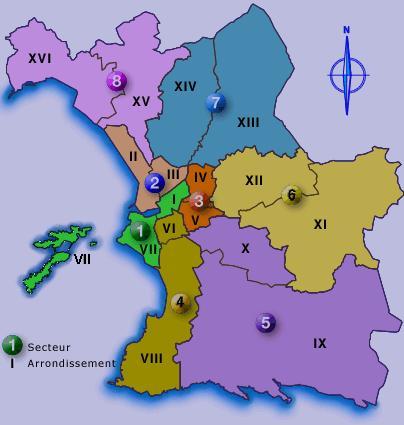 N
XVI
8
XV
XIV
7
XIII
II
III
2
IV
XII
6
I
3
V
XI
1
VII
VI
X
VII
4
5
VIII
IX
1 Secteur
I Arrondissement